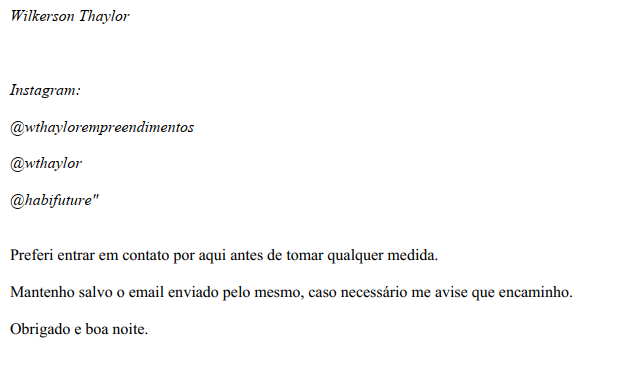 Wilkerson Thaylor
Instagram:
@wthaylorempreendimentos
@wthaylor
@habifuture"
Preferi entrar em contato por aqui antes de tomar qualquer medida.
Mantenho salvo o email enviado pelo mesmo, caso necessário me avise que encaminho.
Obrigado e boa noite.